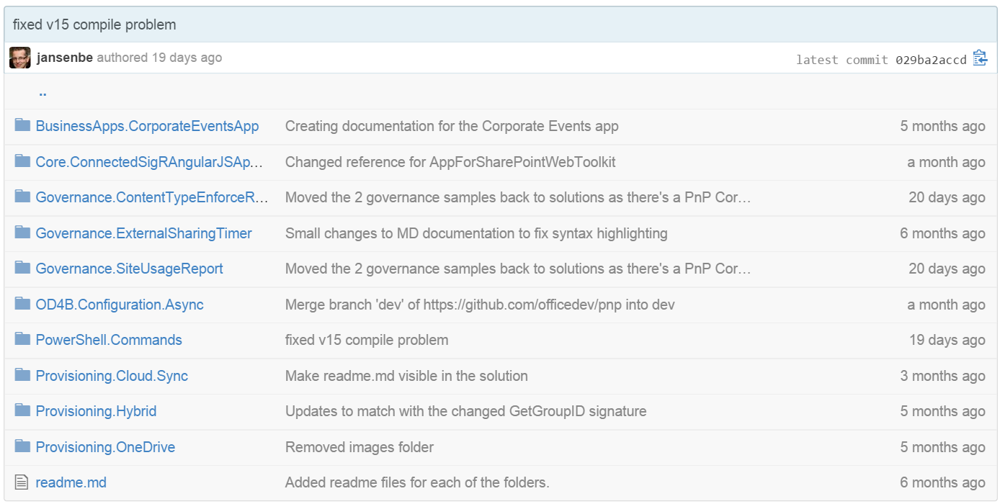 fixed v15 compile problem
jansenbe authored 19 days ago latest commit 029ba2accd
..
BusinessApps.CorporateEventsApp Creating documentation for the Corporate Events app 5 months ago
Core.ConnectedSigRAngularJSAp... Changed reference for AppForSharePointWebToolkit a month ago
Governance.ContentTypeEnforceR... Moved the 2 governance samples back to solutions as there's a PnP Cor... 20 days ago
Governance.ExternalSharingTimer Small changes to MD documentation to fix syntax highlighting 6 months ago
Governance.SiteUsageReport Moved the 2 governance samples back to solutions as there's a PnP Cor... 20 days ago
OD4B.Configuration.Async Merge branch 'dev' of https://github.com/officedev/pnp into dev a month ago
PowerShell.Commands fixed v15 compile problem 19 days ago
Provisioning.Cloud.Sync Make readme.md visible in the solution 3 months ago
Provisioning.Hybrid Updates to match with the changed GetGroupID signature 5 months ago
Provisioning.OneDrive Removed images folder 5 months ago
readme.md Added readme files for each of the folders. 6 months ago